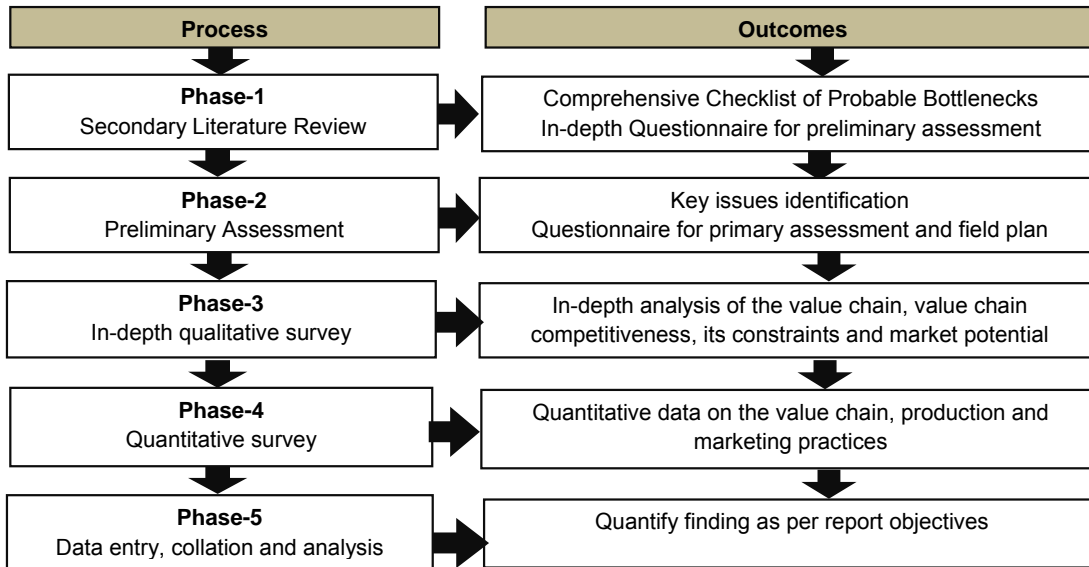 Process
Outcomes
Phase-1
Secondary Literature Review
Comprehensive Checklist of Probable Bottlenecks
In-depth Questionnaire for preliminary assessment
Phase-2
Preliminary Assessment
Key issues identification
Questionnaire for primary assessment and field plan
Phase-3
In-depth qualitative survey
In-depth analysis of the value chain, value chain
competitiveness, its constraints and market potential
Phase-4
Quantitative survey
Quantitative data on the value chain, production and
marketing practices
Phase-5
Data entry, collation and analysis
Quantify finding as per report objectives